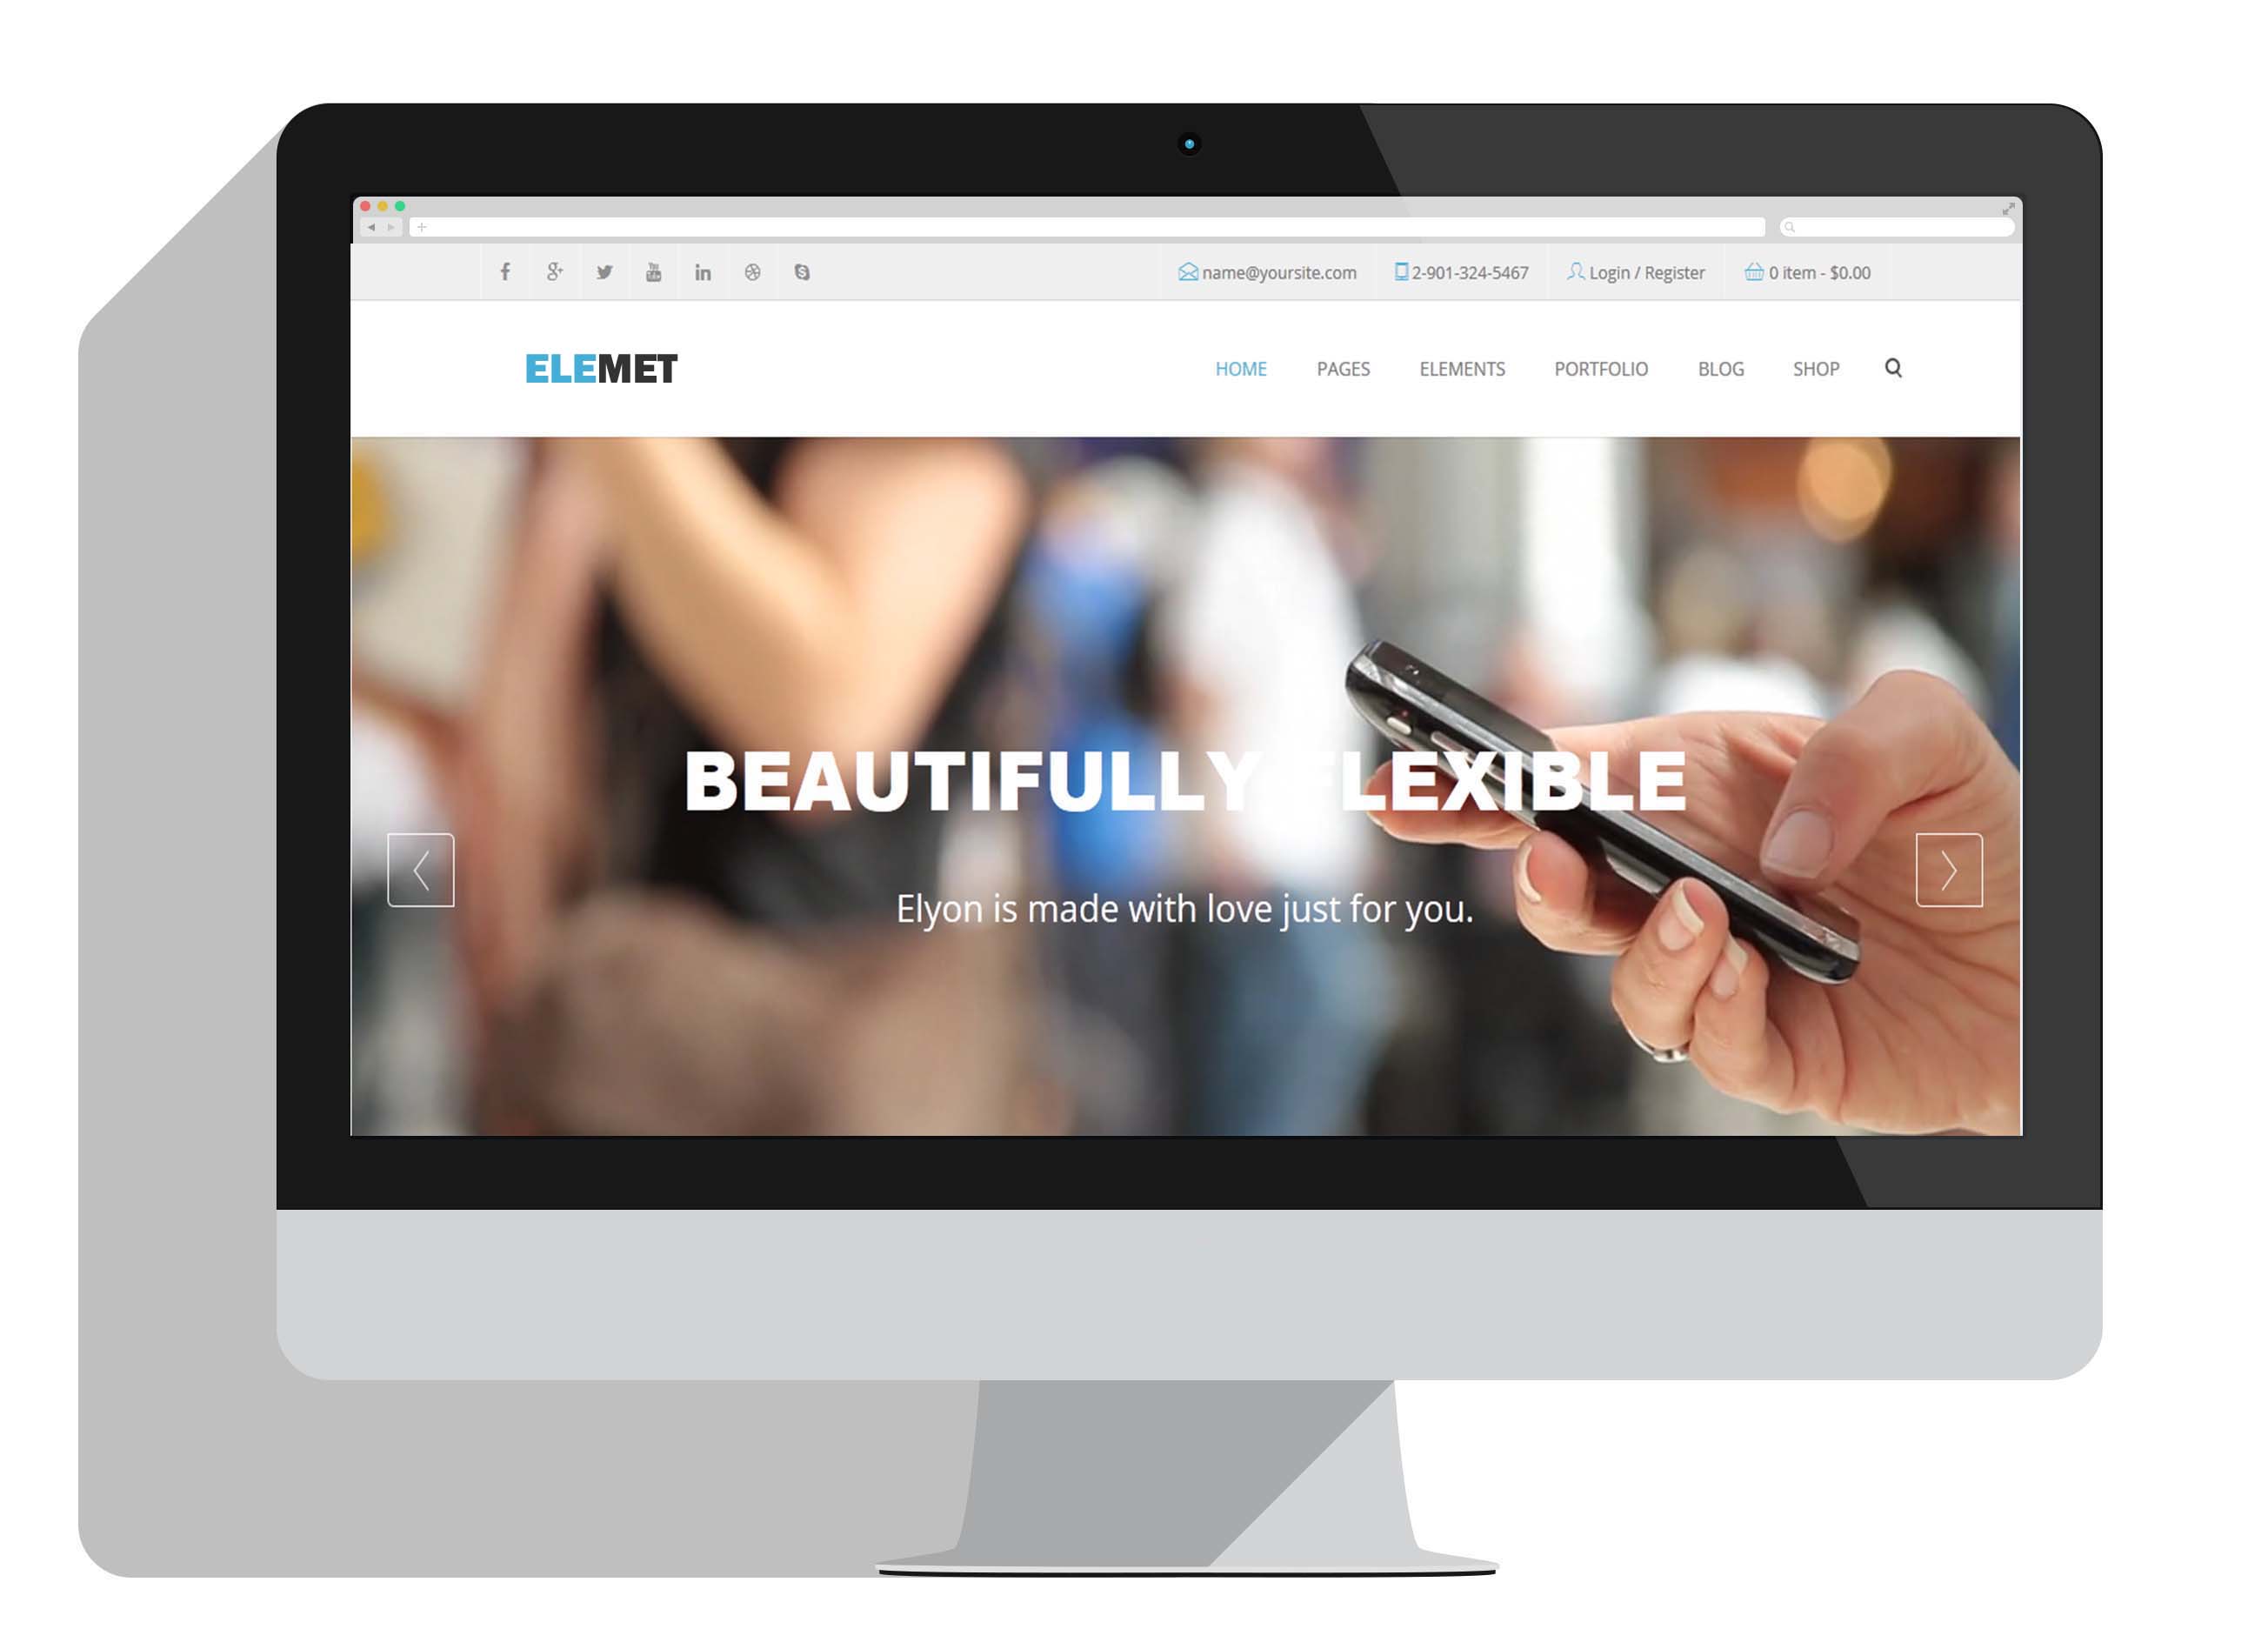 name@yoursite.com
2-901-324-5467
Login / Register
0 item - $0.00
ELEMET
HOME PAGES ELEMENTS PORTFOLIO BLOG SHOP
BEAUTIFULLY FLEXIBLE
Elyon is made with love just for you.